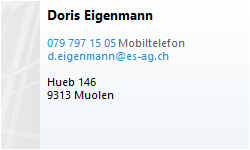 Doris Eigenmann
079 797 15 05 Mobiltelefon
d.eigenmann@es-ag.ch
Hueb 146
9313 Muolen